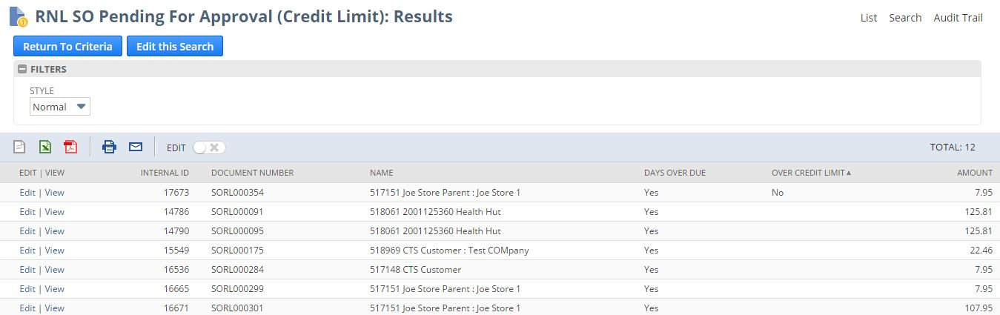 RNL SO Pending For Approval (Credit Limit): Results
List Search Audit Trail
Return To Criteria Edit this Search
FILTERS
STYLE
Normal
EDIT TOTAL: 12
EDIT | VIEW INTERNAL ID DOCUMENT NUMBER NAME DAYS OVER DUE OVER CREDIT LIMIT▲ AMOUNT
Edit | View 17673 SORL000354 517151 Joe Store Parent : Joe Store 1 Yes No 7.95
Edit | View 14786 SORL000091 518061 2001125360 Health Hut Yes 125.81
Edit | View 14790 SORL000095 518061 2001125360 Health Hut Yes 125.81
Edit | View 15549 SORL000175 518969 CTS Customer : Test COMpany Yes 22.46
Edit | View 16536 SORL000284 517148 CTS Customer Yes 7.95
Edit | View 16665 SORL000299 517151 Joe Store Parent : Joe Store 1 Yes 7.95
Edit | View 16671 SORL000301 517151 Joe Store Parent : Joe Store 1 Yes 107.95